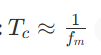 : T_c ≈ 1/f_m